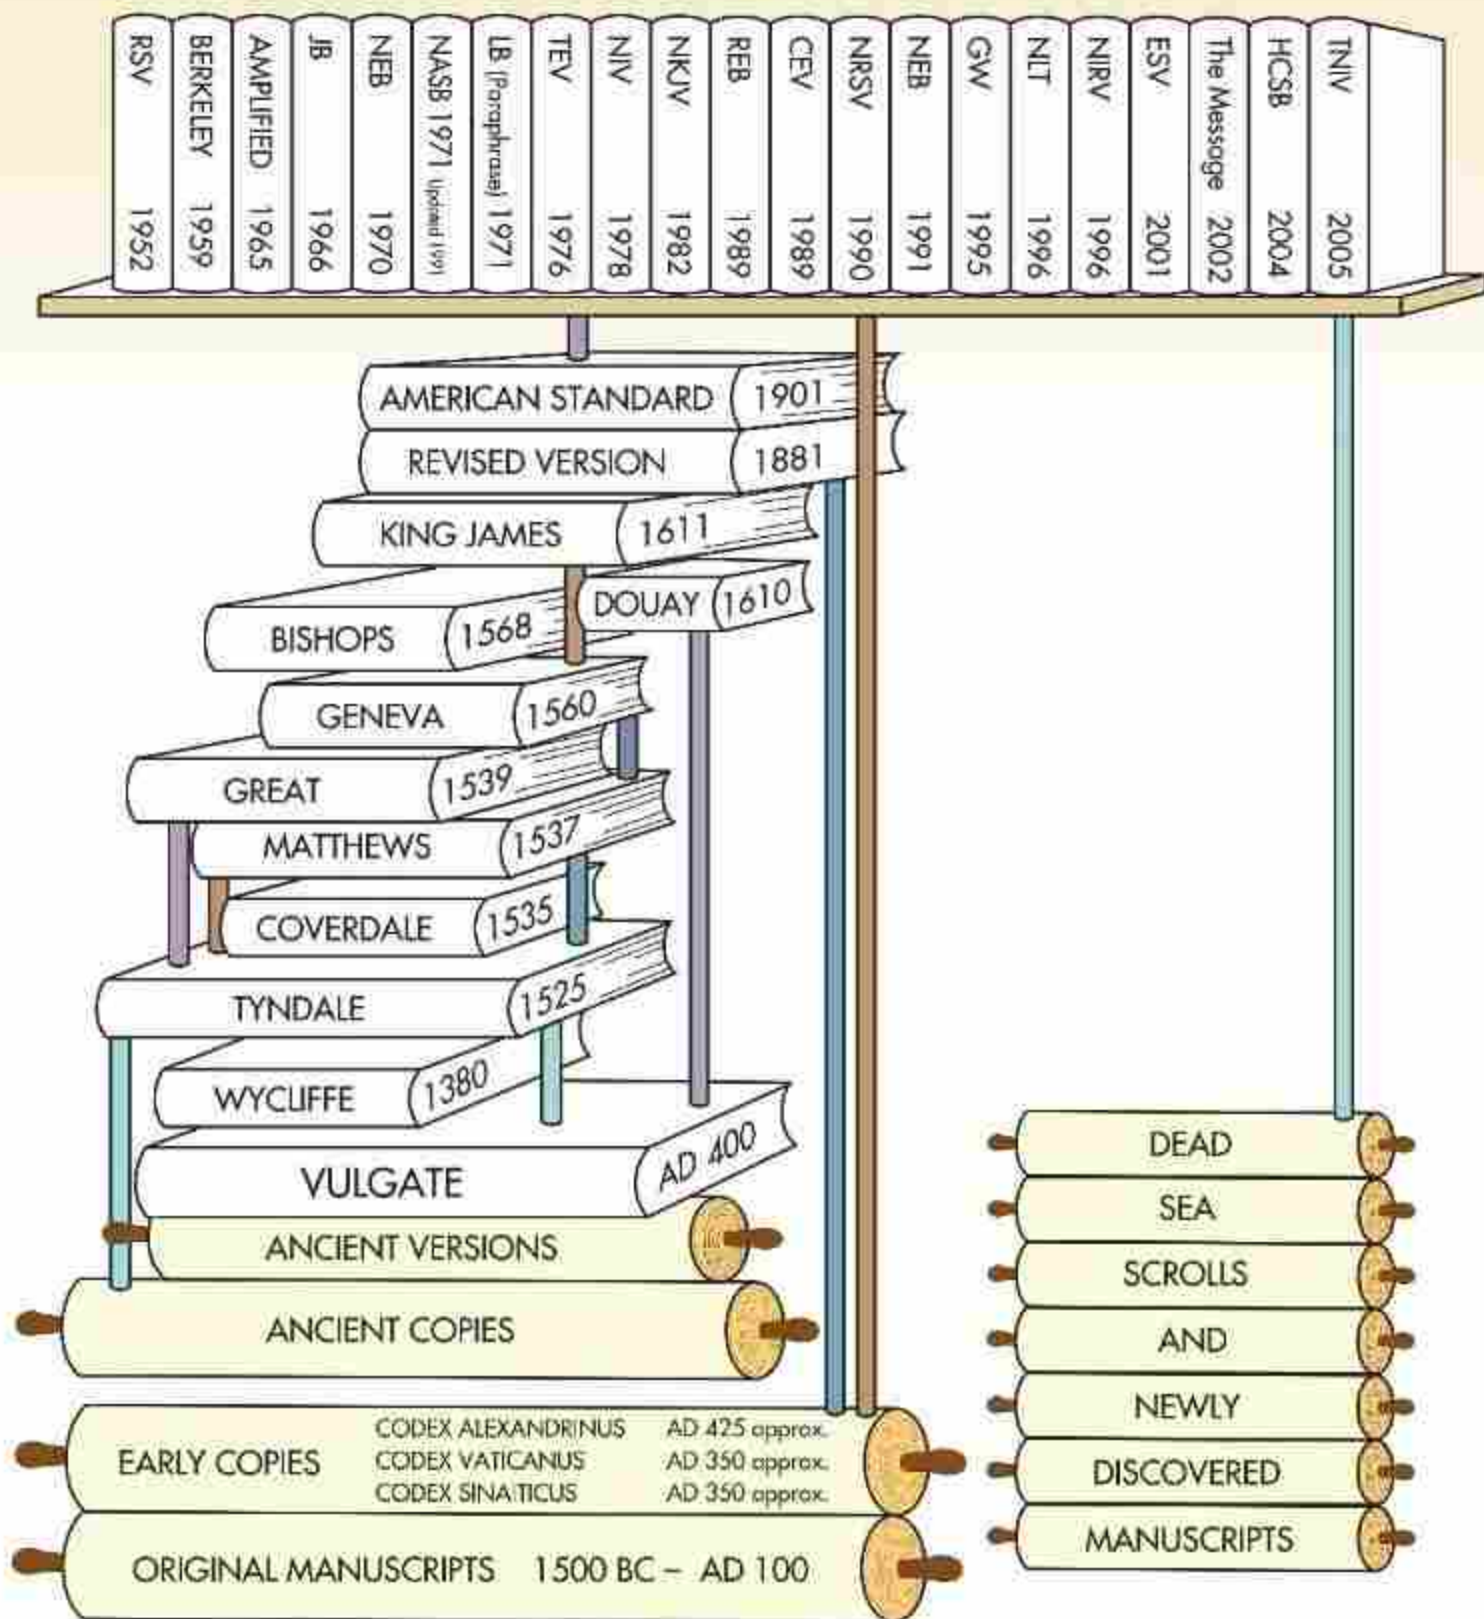 RSV 1952
BERKELEY 1959
AMPLIFIED 1965
JB 1966
NEB 1970
NASB 1971 Updated 1991
LB (Paraphrase) 1971
TEV 1976
NIV 1978
NKJV 1982
REB 1989
CEV 1989
NRSV 1990
NEB 1991
GW 1995
NLT 1996
NIRV 1996
ESV 2001
The Message 2002
HCSB 2004
TNIV 2005
AMERICAN STANDARD 1901
REVISED VERSION 1881
KING JAMES 1611
DOUAY 1610
BISHOPS 1568
GENEVA 1560
GREAT 1539
MATTHEWS 1537
COVERDALE 1535
TYNDALE 1525
WYCLIFFE 1380
VULGATE AD 400
ANCIENT VERSIONS
ANCIENT COPIES
EARLY COPIES
CODEX ALEXANDRINUS AD 425 approx.
CODEX VATICANUS AD 350 approx.
CODEX SINAITICUS AD 350 approx.
ORIGINAL MANUSCRIPTS 1500 BC – AD 100
DEAD
SEA
SCROLLS
AND
NEWLY
DISCOVERED
MANUSCRIPTS